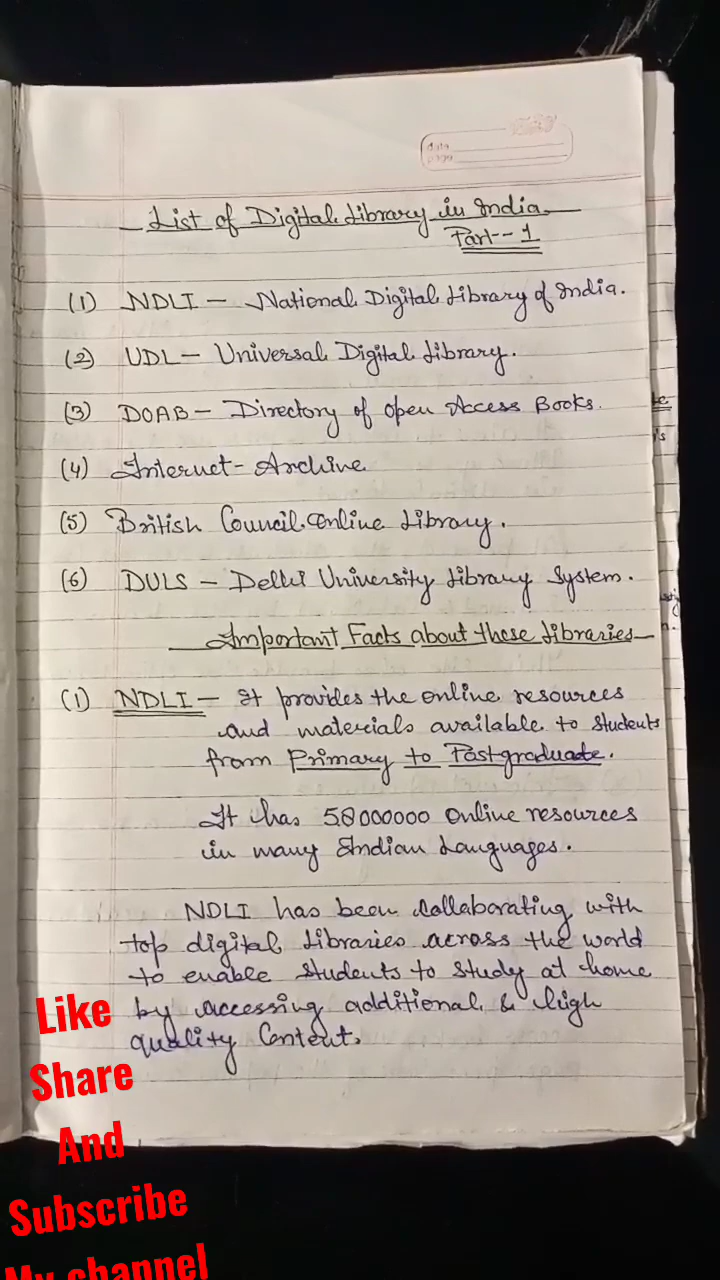 date
page
List of Digital Library in India
Part-- 1
(1) NDLI - National Digital Library of India.
(2) UDL - Universal Digital Library.
(3) DOAB - Directory of Open Access Books.
(4) Internet - Archive
(5) British Council Online Library.
(6) DULS - Delhi University Library System.
Important Facts about these Libraries
(1) NDLI - It provides the online resources
and materials available to students
from Primary to Postgraduate.
It has 58000000 online resources
in many Indian Languages.
NDLI has been collaborating with
top digital libraries across the world
to enable students to study at home
by accessing additional & high
quality Content.
Like
Share
And
Subscribe
My channel